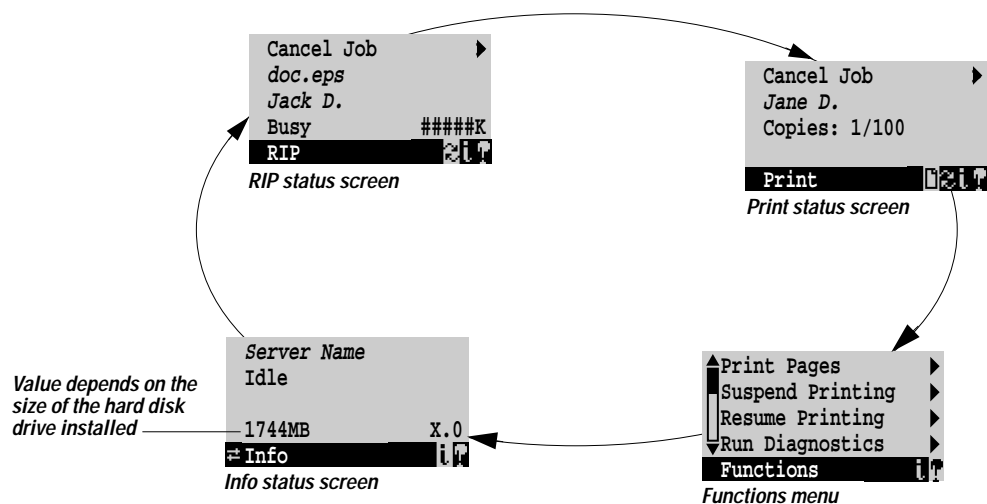 Cancel Job
doc.eps
Jack D.
Busy #####K
RIP
RIP status screen
Cancel Job
Jane D.
Copies: 1/100
Print
Print status screen
Server Name
Idle
1744MB X.0
Info
Info status screen
Value depends on the
size of the hard disk
drive installed
Print Pages
Suspend Printing
Resume Printing
Run Diagnostics
Functions
Functions menu